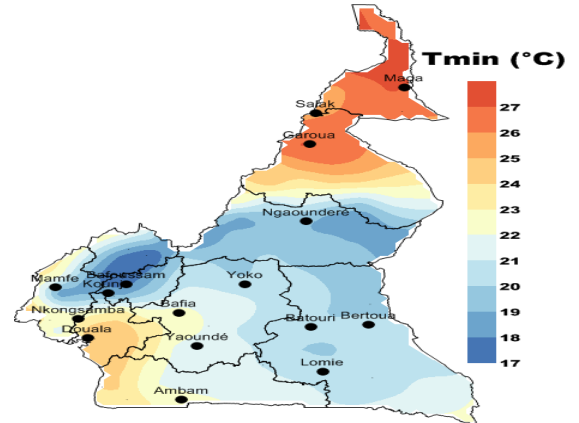 Tmin (°C)
Maga
Salak
Garoua
Ngaounderé
Bafoussam
Mamfe
Yoko
Nkongsamba
Bafia
Douala
Batouri
Bertoua
Yaoundé
Lomie
Ambam
27
26
25
24
23
22
21
20
19
18
17